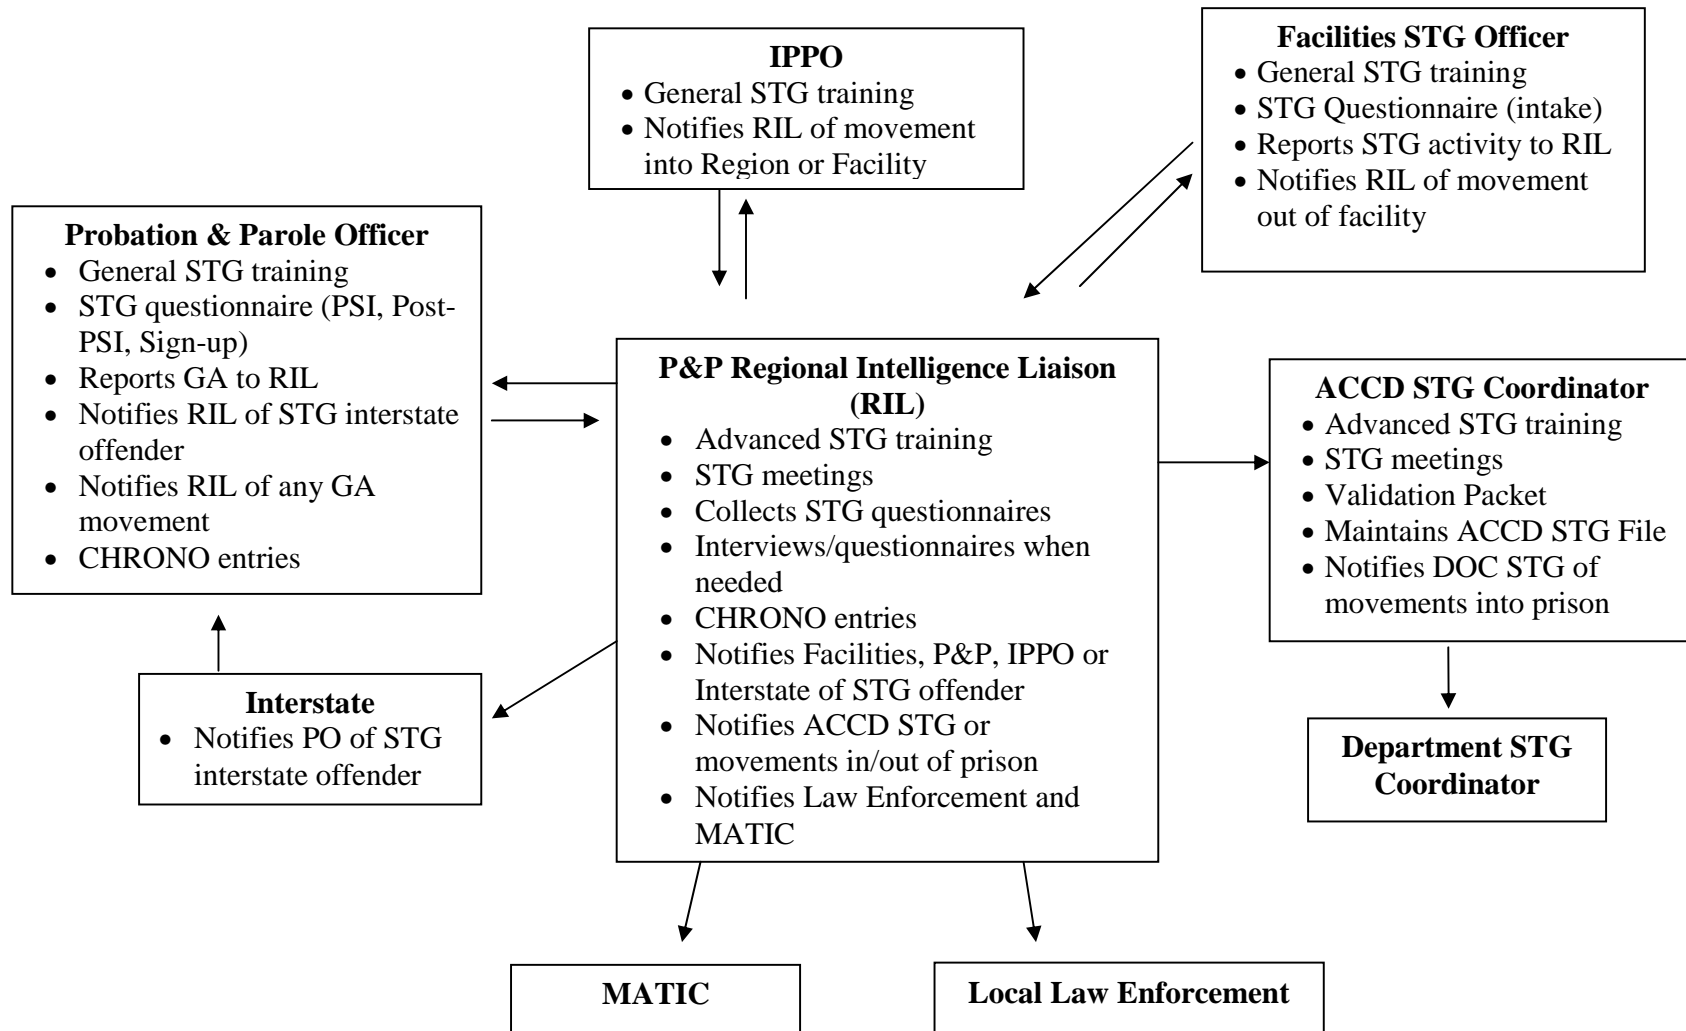 IPPO
• General STG training
• Notifies RIL of movement
into Region or Facility
Facilities STG Officer
• General STG training
• STG Questionnaire (intake)
• Reports STG activity to RIL
• Notifies RIL of movement
out of facility
Probation & Parole Officer
• General STG training
• STG questionnaire (PSI, Post-
PSI, Sign-up)
• Reports GA to RIL
• Notifies RIL of STG interstate
offender
• Notifies RIL of any GA
movement
• CHRONO entries
P&P Regional Intelligence Liaison
(RIL)
• Advanced STG training
• STG meetings
• Collects STG questionnaires
• Interviews/questionnaires when
needed
• CHRONO entries
• Notifies Facilities, P&P, IPPO or
Interstate of STG offender
• Notifies ACCD STG or
movements in/out of prison
• Notifies Law Enforcement and
MATIC
ACCD STG Coordinator
• Advanced STG training
• STG meetings
• Validation Packet
• Maintains ACCD STG File
• Notifies DOC STG of
movements into prison
Interstate
• Notifies PO of STG
interstate offender
Department STG
Coordinator
MATIC
Local Law Enforcement